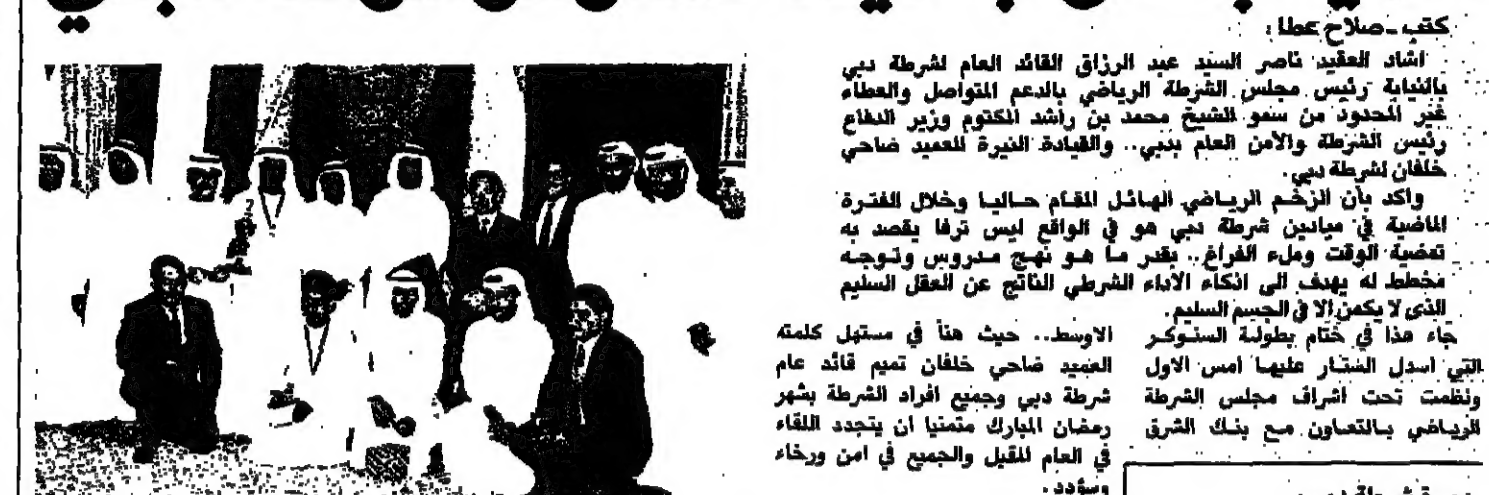 كتب ـ صلاح عطا :
اشاد العقيد ناصر السيد عبد الرزاق القائد العام لشرطة دبي
بالنيابة رئيس مجلس الشرطة الرياضي بالدعم المتواصل والعطاء
غير المحدود من سمو الشيخ محمد بن راشد المكتوم وزير الدفاع
رئيس الشرطة والأمن العام بدبي.. والقيادة النيرة للعميد ضاحي
خلفان لشرطة دبي.
واكد بأن الزخم الرياضي الهائل المقام حاليا وخلال الفترة
الماضية في ميادين شرطة دبي هو في الواقع ليس ترفا يقصد به
تمضية الوقت وملء الفراغ.. بقدر ما هو نهج مدروس وتوجه
مخطط له يهدف الى اذكاء الاداء الشرطي الناتج عن العقل السليم
الذي لا يكمن إلا في الجسم السليم.
جاء هذا في ختام بطولة السنوكر
التي اسدل الستار عليها امس الاول
ونظمت تحت اشراف مجلس الشرطة
الرياضي بالتعاون مع بنك الشرق
الاوسط.. حيث هنأ في مستهل كلمته
العميد ضاحي خلفان تميم قائد عام
شرطة دبي وجميع افراد الشرطة بشهر
رمضان المبارك متمنيا ان يتجدد اللقاء
في العام المقبل والجميع في امن ورخاء
وسؤدد.